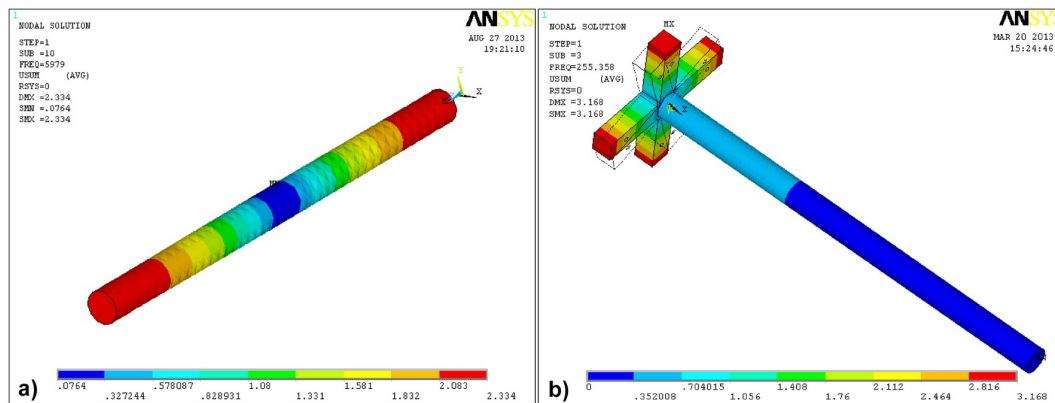 1
ANSYS
NODAL SOLUTION
AUG 27 2013
19:21:10
STEP=1
SUB =10
FREQ=5979
USUM (AVG)
RSYS=0
DMX =2.334
SMN =.0764
SMX =2.334
Y
X
MX
MN
a)
.0764 .578087 1.08 1.581 2.083
.327244 .828931 1.331 1.832 2.334
1
ANSYS
NODAL SOLUTION
MAR 20 2013
15:24:46
STEP=1
SUB =3
FREQ=255.358
USUM (AVG)
RSYS=0
DMX =3.168
SMX =3.168
MX
X
MN
b)
0 .704015 1.408 2.112 2.816
.352008 1.056 1.76 2.464 3.168